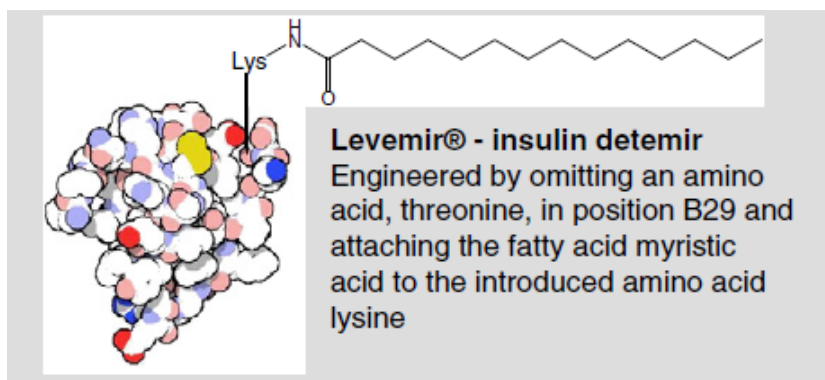 H
N
Lys
O
Levemir® - insulin detemir
Engineered by omitting an amino
acid, threonine, in position B29 and
attaching the fatty acid myristic
acid to the introduced amino acid
lysine